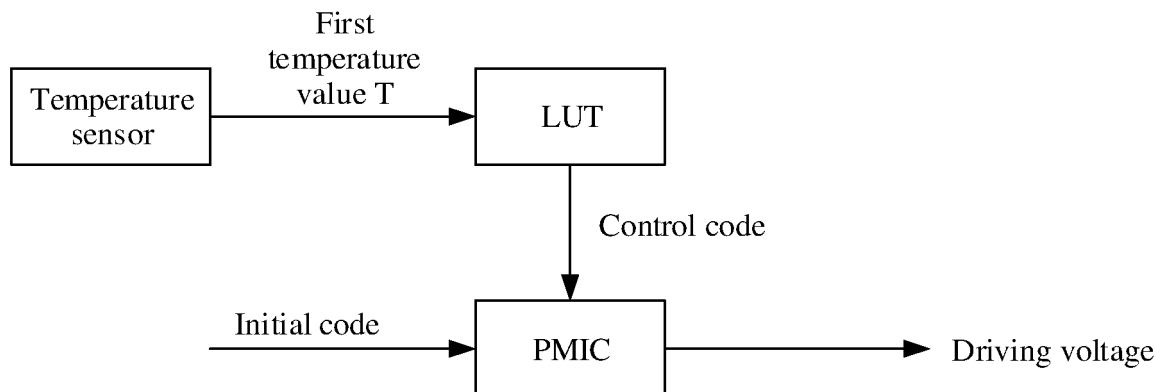 First
temperature
value T
Temperature
sensor
LUT
Control code
Initial code
PMIC
Driving voltage